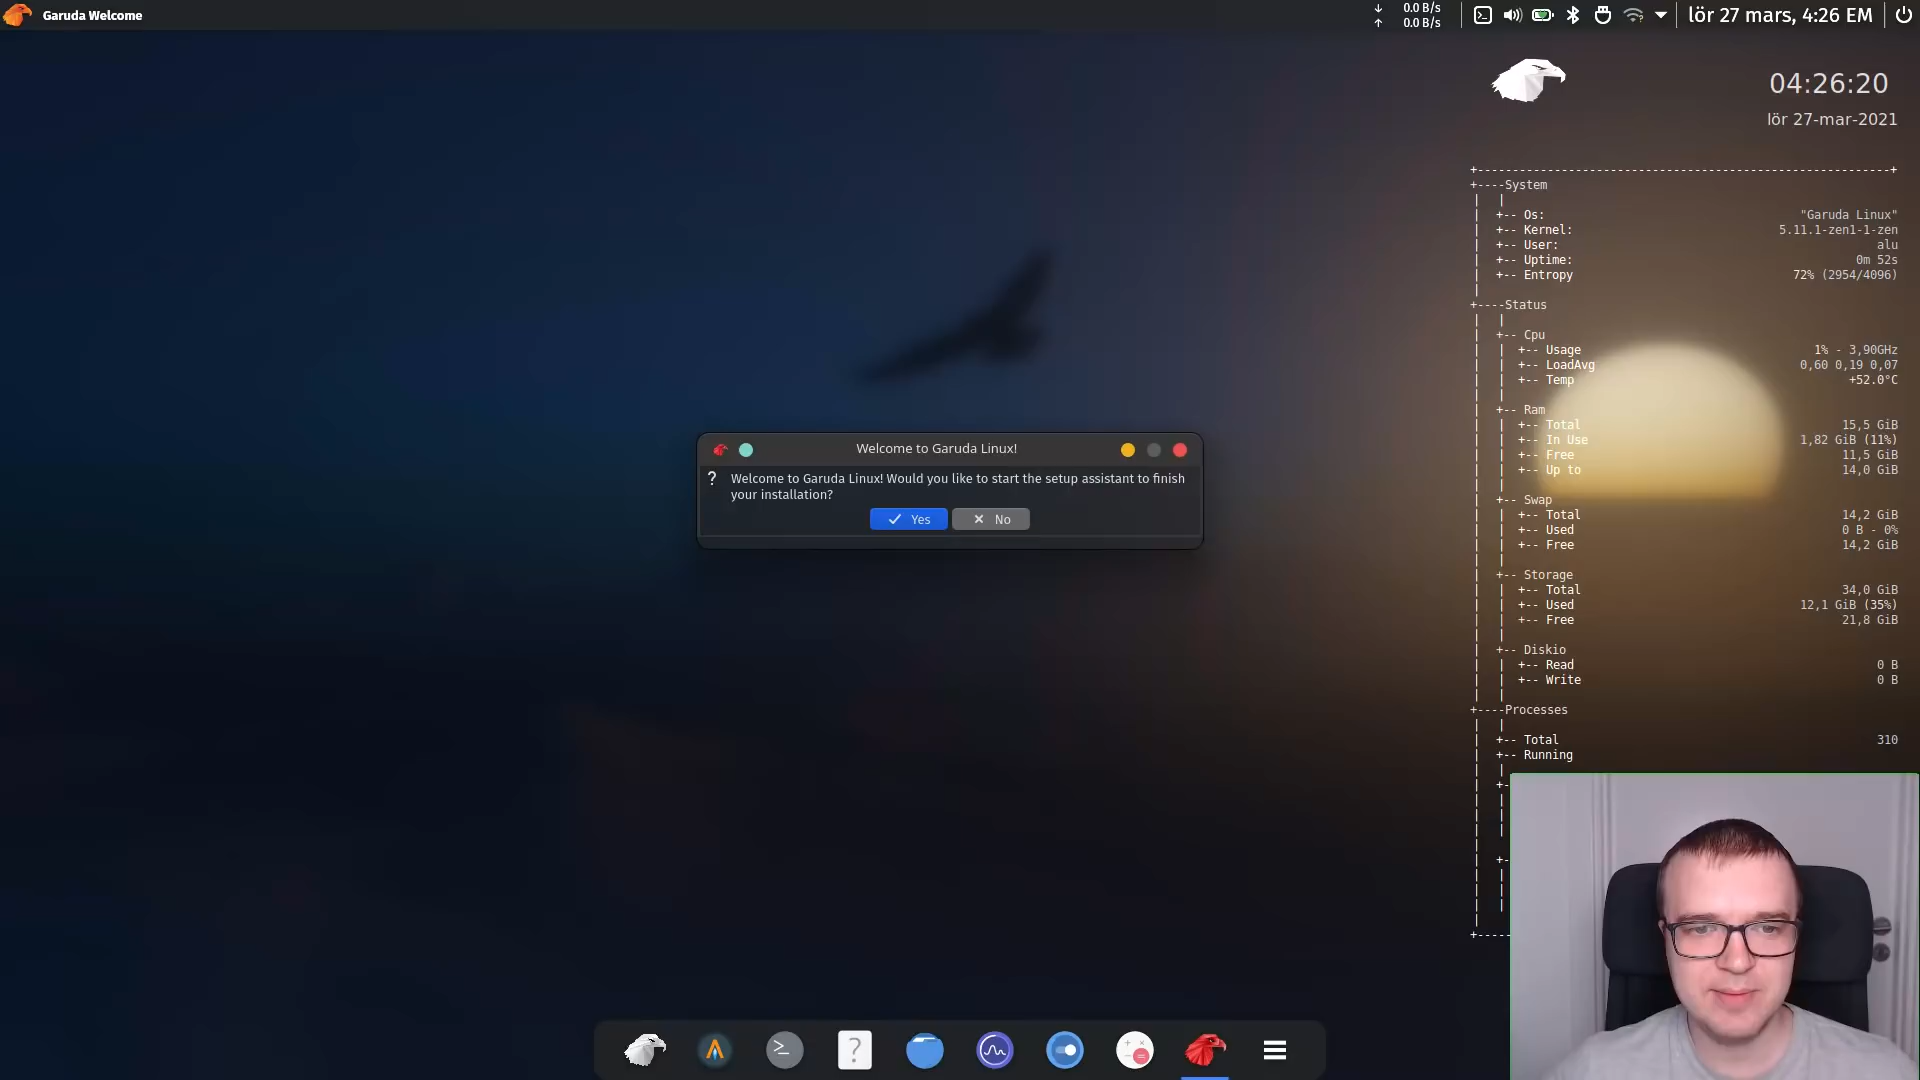 Garuda Welcome
↓ 0.0 B/s
↑ 0.0 B/s
lör 27 mars, 4:26 EM
04:26:20
lör 27-mar-2021
+-----------------------------------------------------------+
+----System
| |
| +-- Os: "Garuda Linux"
| +-- Kernel: 5.11.1-zen1-1-zen
| +-- User: alu
| +-- Uptime: 0m 52s
| +-- Entropy 72% (2954/4096)
|
+----Status
| |
| +-- Cpu
| | +-- Usage 1% - 3,90GHz
| | +-- LoadAvg 0,60 0,19 0,07
| | +-- Temp +52.0°C
| |
| +-- Ram
| | +-- Total 15,5 GiB
| | +-- In Use 1,82 GiB (11%)
| | +-- Free 11,5 GiB
| | +-- Up to 14,0 GiB
| |
| +-- Swap
| | +-- Total 14,2 GiB
| | +-- Used 0 B - 0%
| | +-- Free 14,2 GiB
| |
| +-- Storage
| | +-- Total 34,0 GiB
| | +-- Used 12,1 GiB (35%)
| | +-- Free 21,8 GiB
| |
| +-- Diskio
| | +-- Read 0 B
| | +-- Write 0 B
| |
+----Processes
| |
| +-- Total 310
| +-- Running
Welcome to Garuda Linux!
? Welcome to Garuda Linux! Would you like to start the setup assistant to finish
your installation?
Yes No